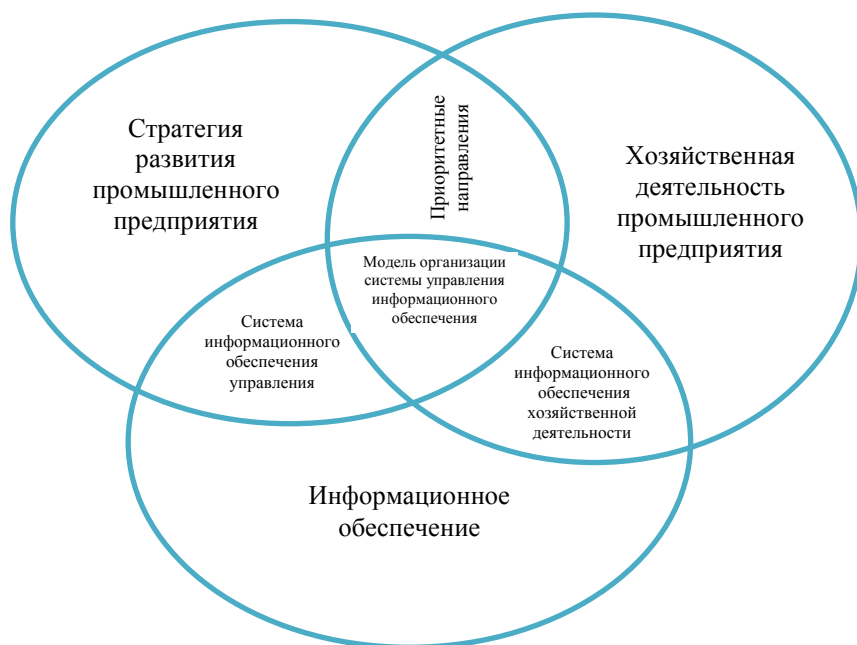 Стратегия
развития
промышленного
предприятия
Приоритетные
направления
Хозяйственная
деятельность
промышленного
предприятия
Модель организации
системы управления
информационного
обеспечения
Система
информационного
обеспечения
управления
Система
информационного
обеспечения
хозяйственной
деятельности
Информационное
обеспечение